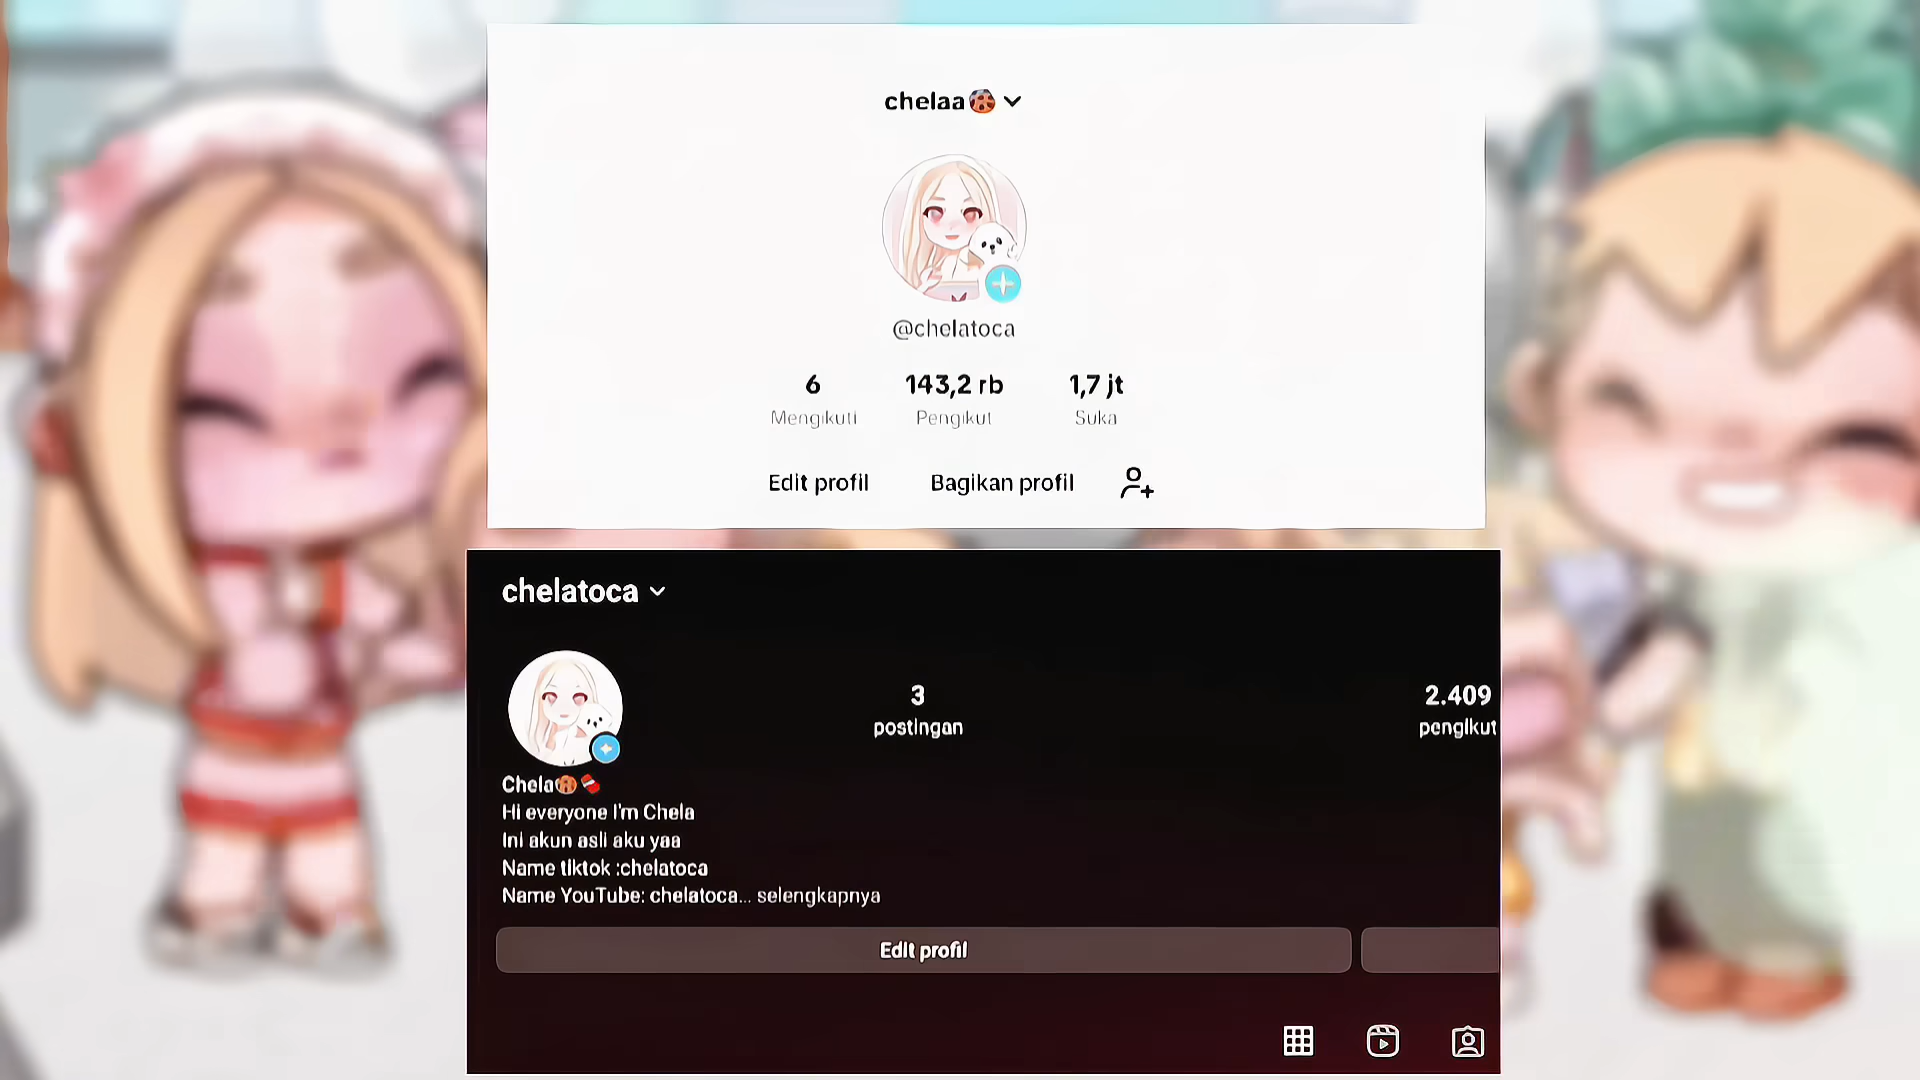 chelaa🍪
@chelatoca
6 143,2 rb 1,7 jt
Mengikuti Pengikut Suka
Edit profil Bagikan profil
chelatoca
3 2.409
postingan pengikut
Chela🍪🍫
Hi everyone I'm Chela
Ini akun asli aku yaa
Name tiktok :chelatoca
Name YouTube: chelatoca... selengkapnya
Edit profil